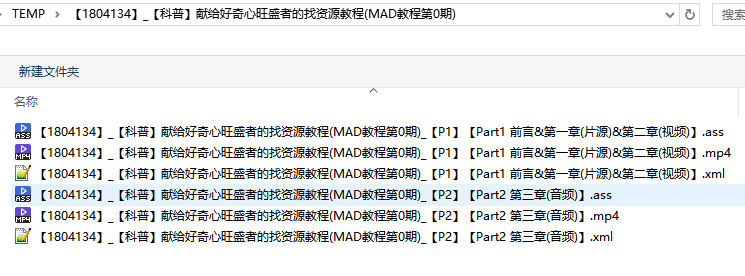 TEMP > 【1804134】_【科普】献给好奇心旺盛者的找资源教程(MAD教程第0期) 搜索
新建文件夹
名称
【1804134】_【科普】献给好奇心旺盛者的找资源教程(MAD教程第0期)_【P1】【Part1 前言&第一章(片源)&第二章(视频)】.ass
【1804134】_【科普】献给好奇心旺盛者的找资源教程(MAD教程第0期)_【P1】【Part1 前言&第一章(片源)&第二章(视频)】.mp4
【1804134】_【科普】献给好奇心旺盛者的找资源教程(MAD教程第0期)_【P1】【Part1 前言&第一章(片源)&第二章(视频)】.xml
【1804134】_【科普】献给好奇心旺盛者的找资源教程(MAD教程第0期)_【P2】【Part2 第三章(音频)】.ass
【1804134】_【科普】献给好奇心旺盛者的找资源教程(MAD教程第0期)_【P2】【Part2 第三章(音频)】.mp4
【1804134】_【科普】献给好奇心旺盛者的找资源教程(MAD教程第0期)_【P2】【Part2 第三章(音频)】.xml